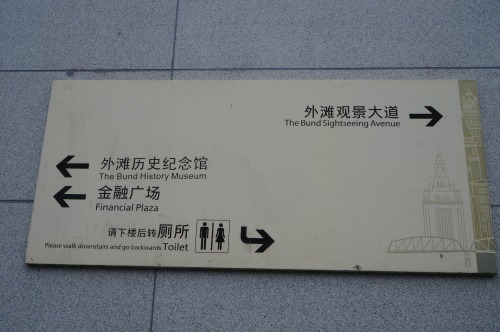 外滩观景大道
The Bund Sightseeing Avenue
外滩历史纪念馆
The Bund History Museum
金融广场
Financial Plaza
请下楼后转厕所
Please walk downstairs and go backwards Toilet